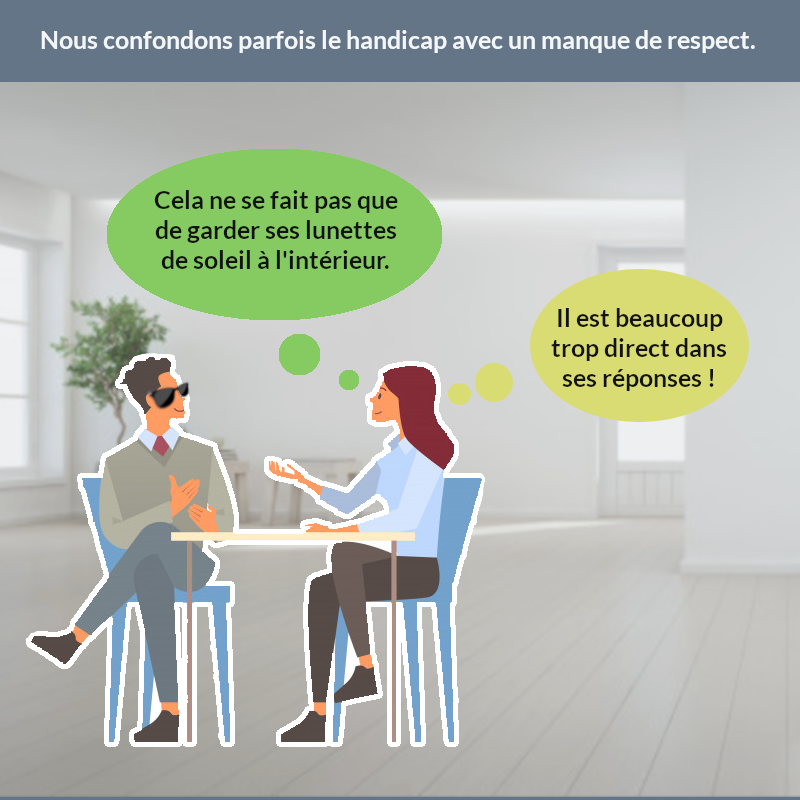 Nous confondons parfois le handicap avec un manque de respect.
Cela ne se fait pas que
de garder ses lunettes
de soleil à l'intérieur.
Il est beaucoup
trop direct dans
ses réponses !